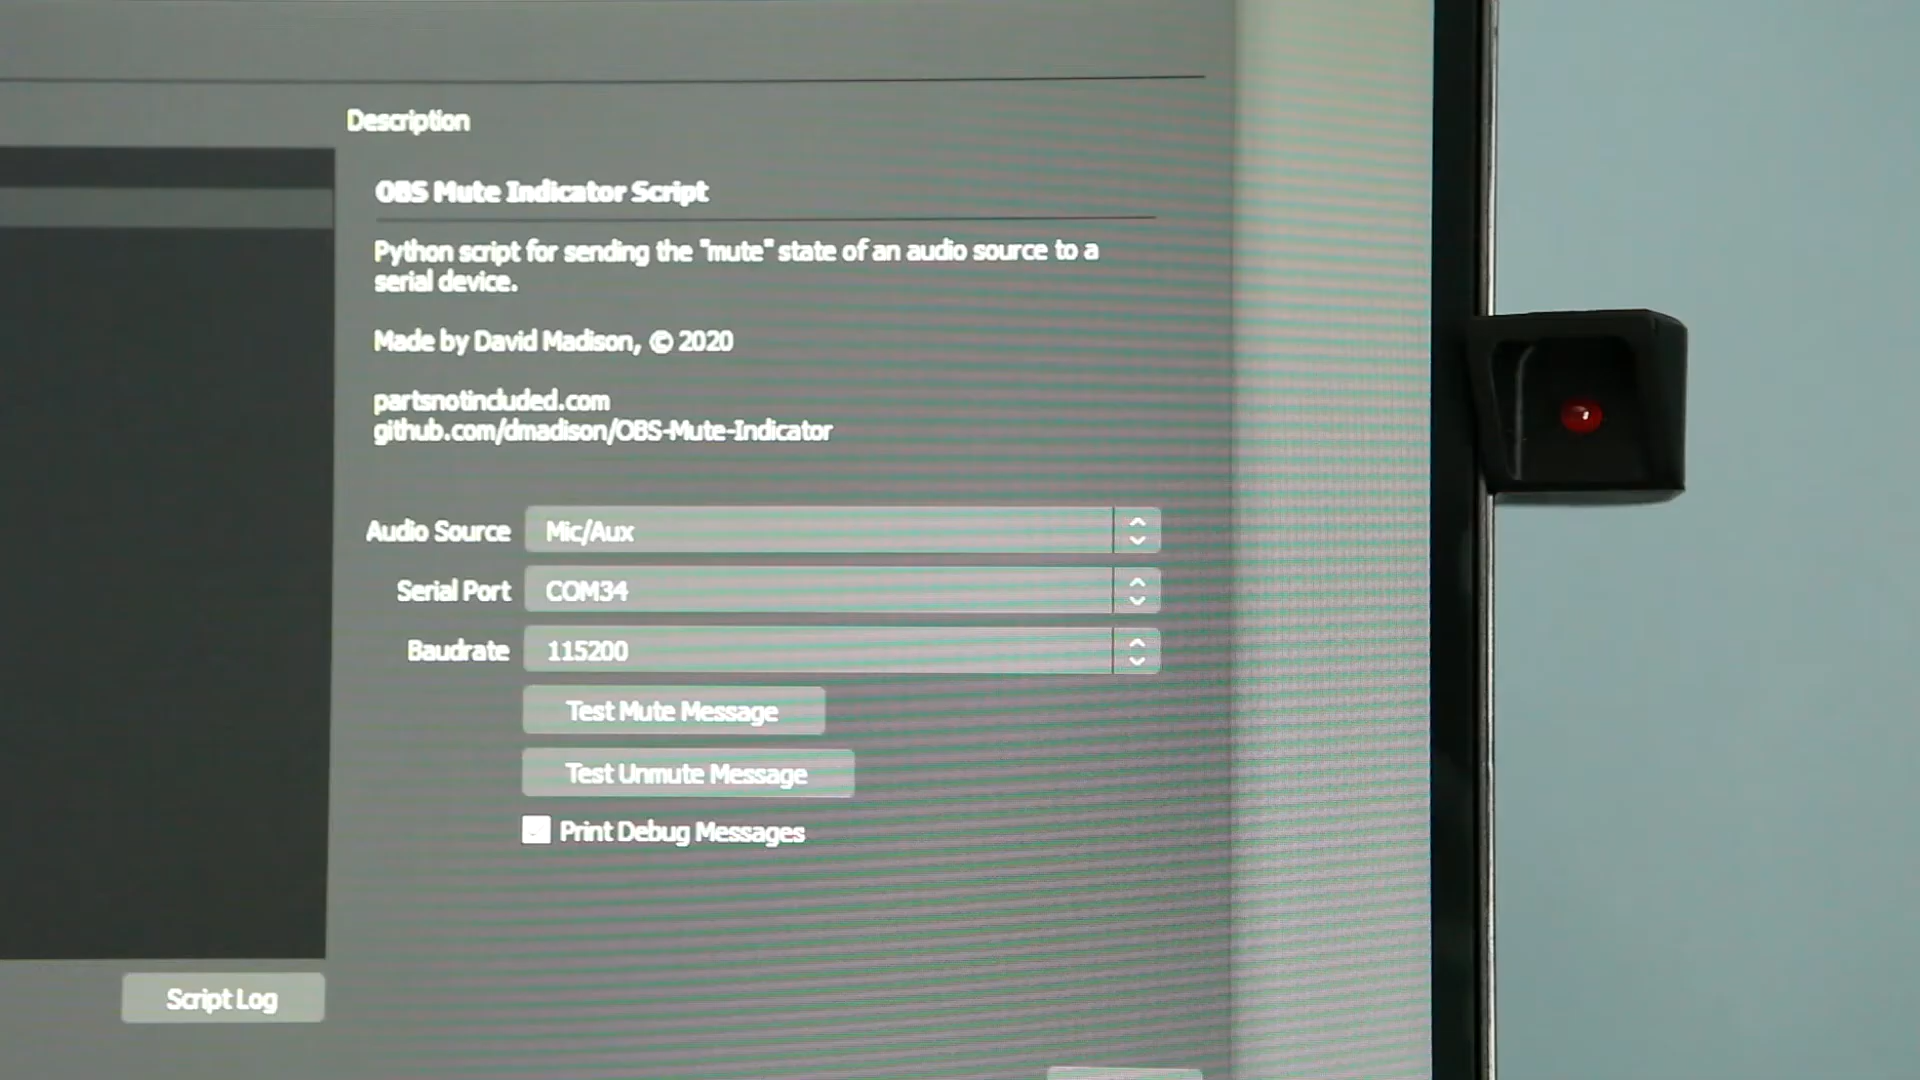 Description
OBS Mute Indicator Script
Python script for sending the "mute" state of an audio source to a
serial device.
Made by David Madison, © 2020
partsnotincluded.com
github.com/dmadison/OBS-Mute-Indicator
Audio Source Mic/Aux
Serial Port COM34
Baudrate 115200
Test Mute Message
Test Unmute Message
Print Debug Messages
Script Log